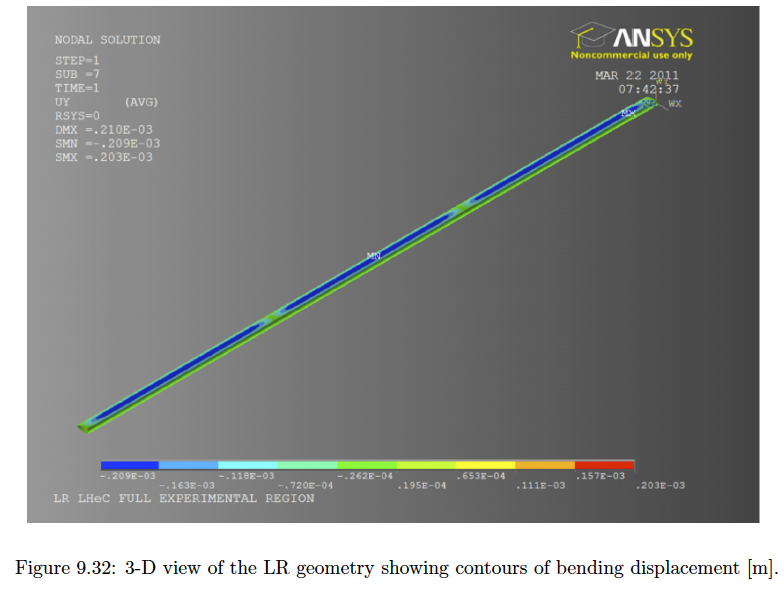 NODAL SOLUTION
STEP=1
SUB =7
TIME=1
UY (AVG)
RSYS=0
DMX =.210E-03
SMN =-.209E-03
SMX =.203E-03
ANSYS
Noncommercial use only
MAR 22 2011
07:42:37
WX
MX
MN
-.209E-03 -.118E-03 -.262E-04 .653E-04 .157E-03
-.163E-03 -.720E-04 .195E-04 .111E-03 .203E-03
LR LHeC FULL EXPERIMENTAL REGION
Figure 9.32: 3-D view of the LR geometry showing contours of bending displacement [m].